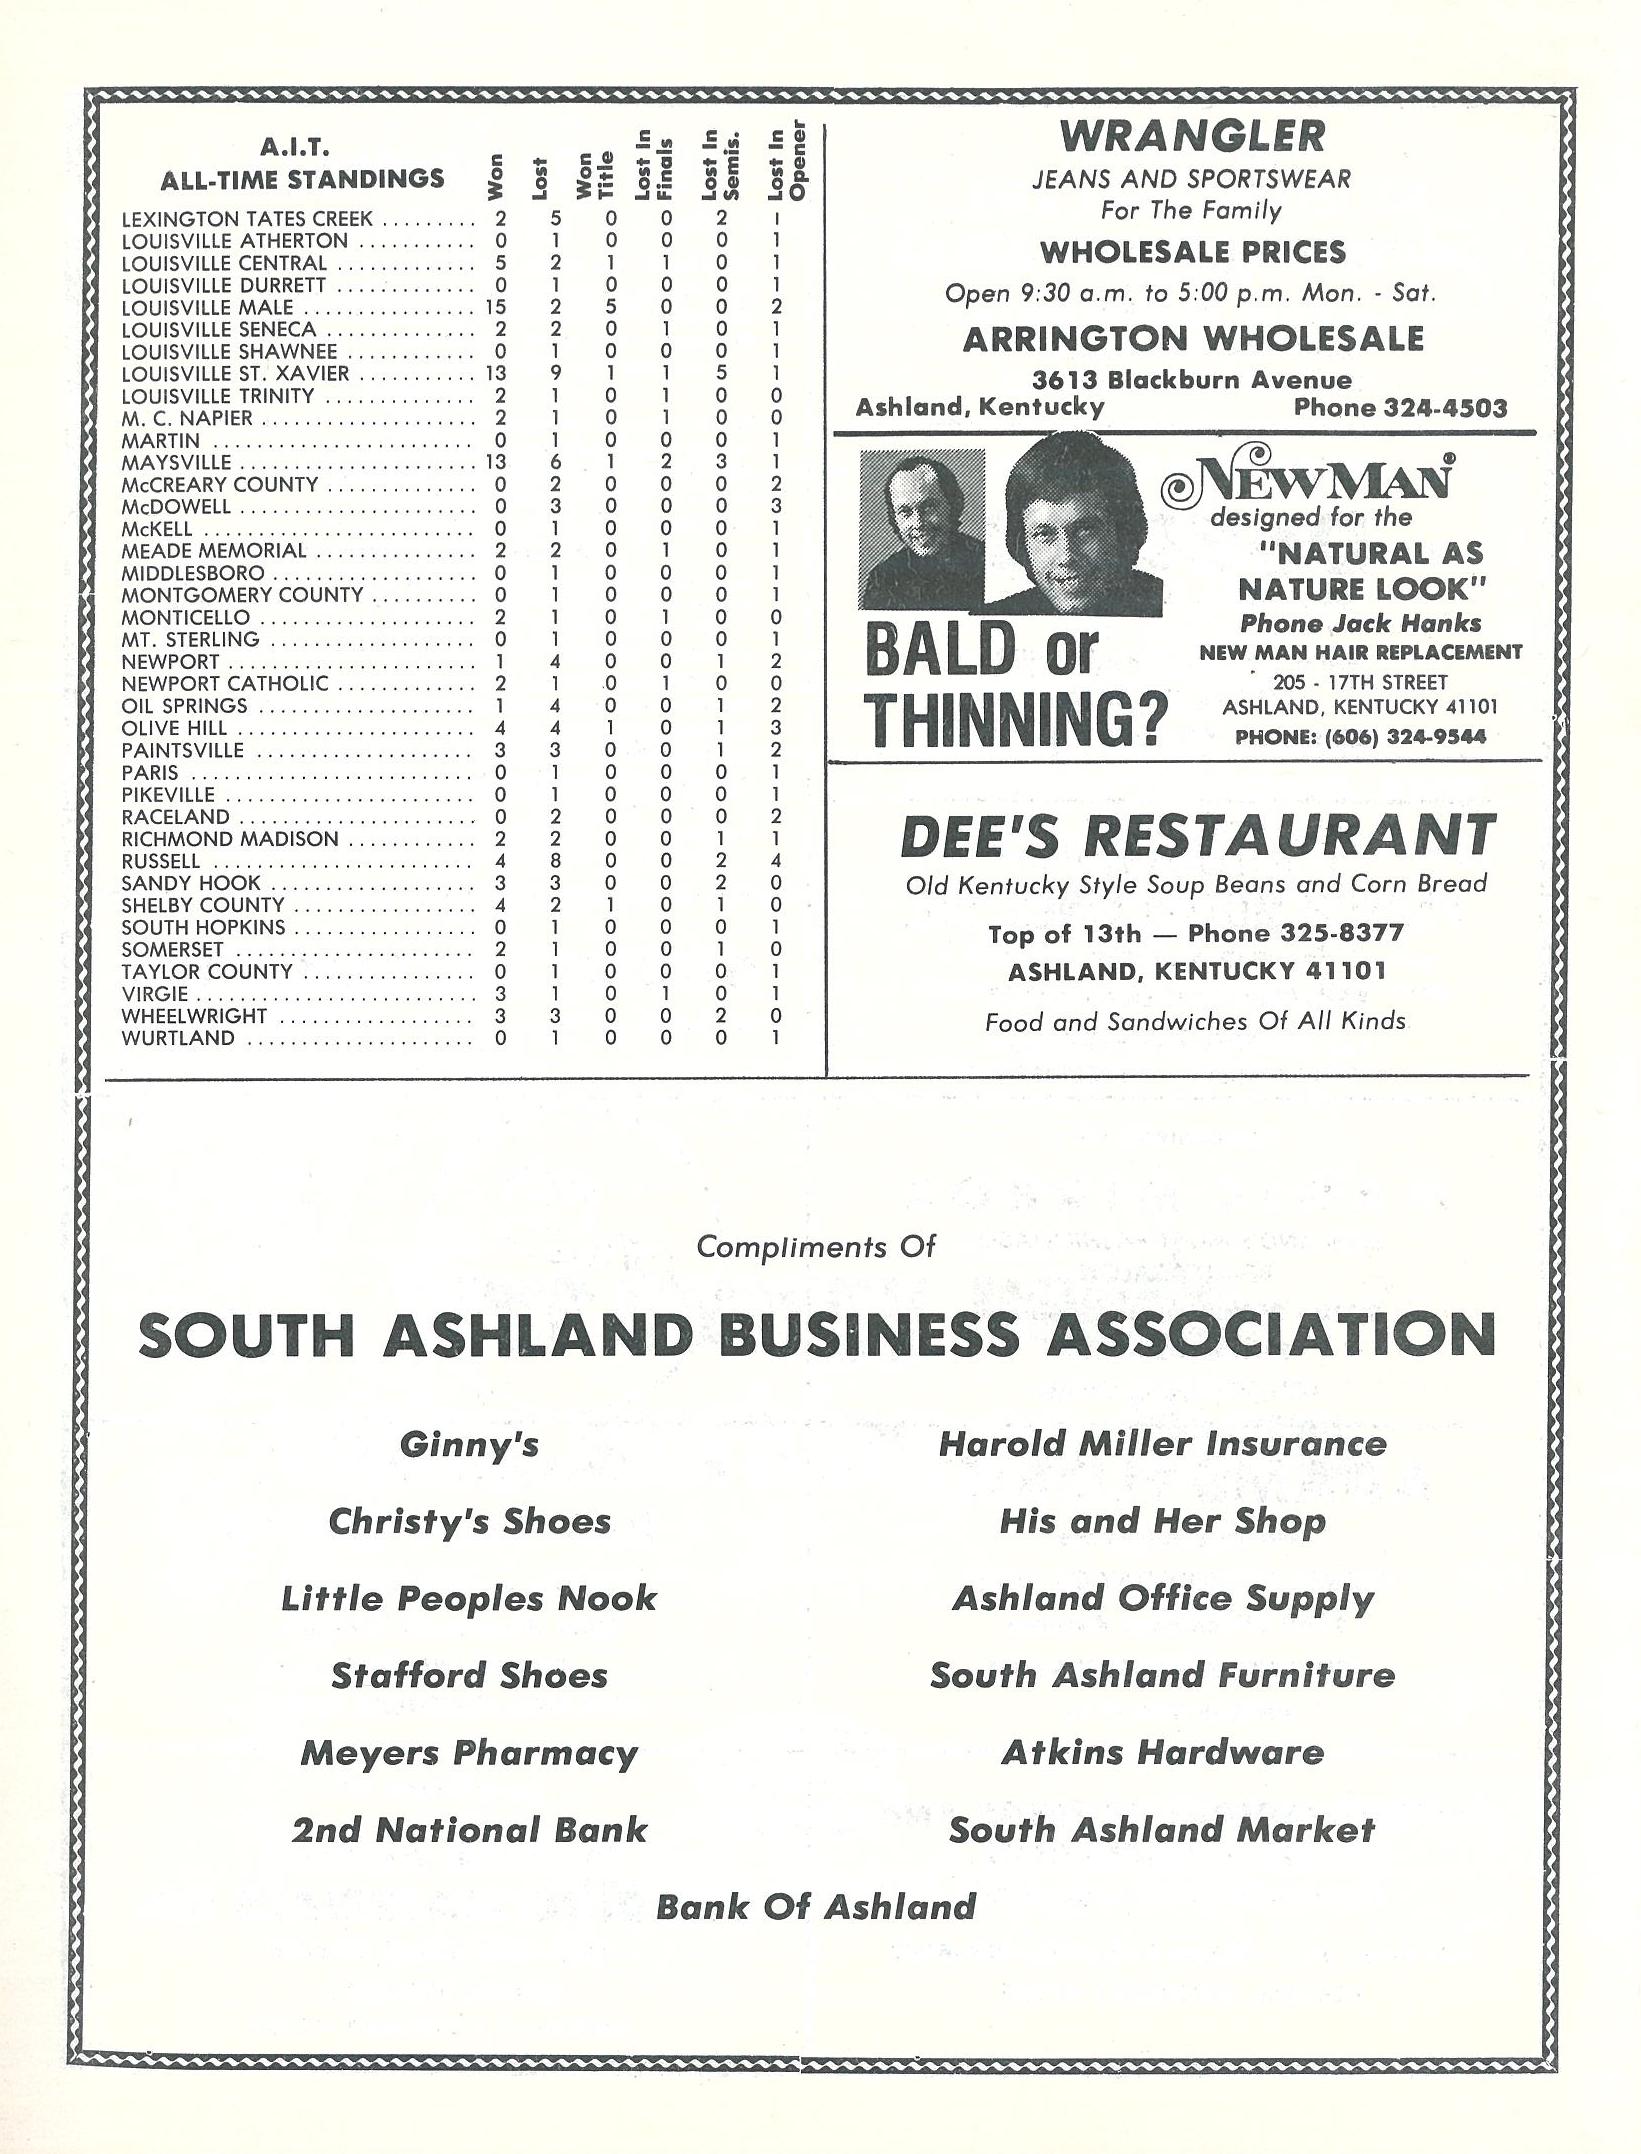 A.I.T.
ALL-TIME STANDINGS
Won Lost Won Title Lost In Finals Lost In Semis. Lost In Opener
LEXINGTON TATES CREEK ......... 2 5 0 0 2 1
LOUISVILLE ATHERTON ........... 0 1 0 0 0 1
LOUISVILLE CENTRAL ............. 5 2 1 1 0 1
LOUISVILLE DURRETT ............. 0 1 0 0 0 1
LOUISVILLE MALE ................ 15 2 5 0 0 2
LOUISVILLE SENECA .............. 2 2 0 1 0 1
LOUISVILLE SHAWNEE ............ 0 1 0 0 0 1
LOUISVILLE ST. XAVIER ........... 13 9 1 1 5 1
LOUISVILLE TRINITY .............. 2 1 0 1 0 0
M. C. NAPIER .................... 2 1 0 1 0 0
MARTIN ........................ 0 1 0 0 0 1
MAYSVILLE ...................... 13 6 1 2 3 1
McCREARY COUNTY .............. 0 2 0 0 0 2
McDOWELL ...................... 0 3 0 0 0 3
McKELL ......................... 0 1 0 0 0 1
MEADE MEMORIAL ............... 2 2 0 1 0 1
MIDDLESBORO ................... 0 1 0 0 0 1
MONTGOMERY COUNTY .......... 0 1 0 0 0 1
MONTICELLO .................... 2 1 0 1 0 0
MT. STERLING ................... 0 1 0 0 0 1
NEWPORT ....................... 1 4 0 0 1 2
NEWPORT CATHOLIC ............. 2 1 0 1 0 0
OIL SPRINGS .................... 1 4 0 0 1 2
OLIVE HILL ...................... 4 4 1 0 1 3
PAINTSVILLE .................... 3 3 0 0 1 2
PARIS .......................... 0 1 0 0 0 1
PIKEVILLE ....................... 0 1 0 0 0 1
RACELAND ...................... 0 2 0 0 0 2
RICHMOND MADISON ............ 2 2 0 0 1 1
RUSSELL ........................ 4 8 0 0 2 4
SANDY HOOK ................... 3 3 0 0 2 0
SHELBY COUNTY ................. 4 2 1 0 1 0
SOUTH HOPKINS ................. 0 1 0 0 0 1
SOMERSET ...................... 2 1 0 0 1 0
TAYLOR COUNTY ................ 0 1 0 0 0 1
VIRGIE .......................... 3 1 0 1 0 1
WHEELWRIGHT .................. 3 3 0 0 2 0
WURTLAND ..................... 0 1 0 0 0 1
WRANGLER
JEANS AND SPORTSWEAR
For The Family
WHOLESALE PRICES
Open 9:30 a.m. to 5:00 p.m. Mon. - Sat.
ARRINGTON WHOLESALE
3613 Blackburn Avenue
Ashland, Kentucky Phone 324-4503
NEWMAN®
designed for the
"NATURAL AS
NATURE LOOK"
Phone Jack Hanks
NEW MAN HAIR REPLACEMENT
205 - 17TH STREET
ASHLAND, KENTUCKY 41101
PHONE: (606) 324-9544
BALD or
THINNING?
DEE'S RESTAURANT
Old Kentucky Style Soup Beans and Corn Bread
Top of 13th — Phone 325-8377
ASHLAND, KENTUCKY 41101
Food and Sandwiches Of All Kinds
Compliments Of
SOUTH ASHLAND BUSINESS ASSOCIATION
Ginny's Harold Miller Insurance
Christy's Shoes His and Her Shop
Little Peoples Nook Ashland Office Supply
Stafford Shoes South Ashland Furniture
Meyers Pharmacy Atkins Hardware
2nd National Bank South Ashland Market
Bank Of Ashland